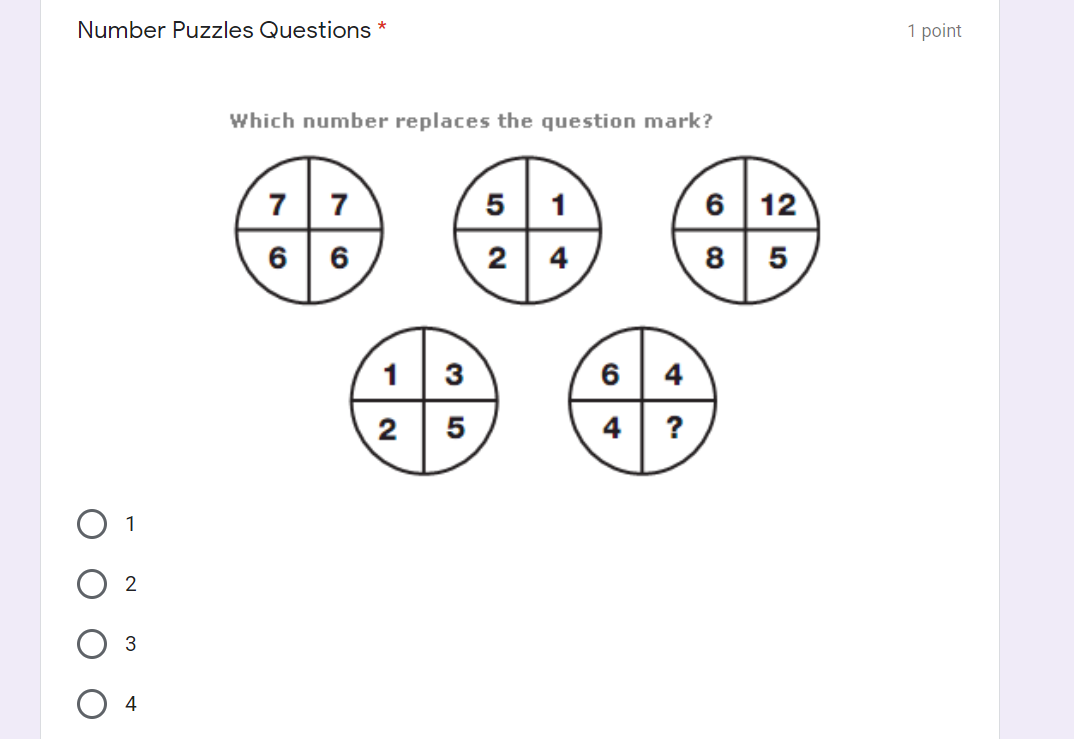 Number Puzzles Questions *
1 point
Which number replaces the question mark?
7 7 5 1 6 12
6 6 2 4 8 5
1 3 6 4
2 5 4 ?
1
2
3
4